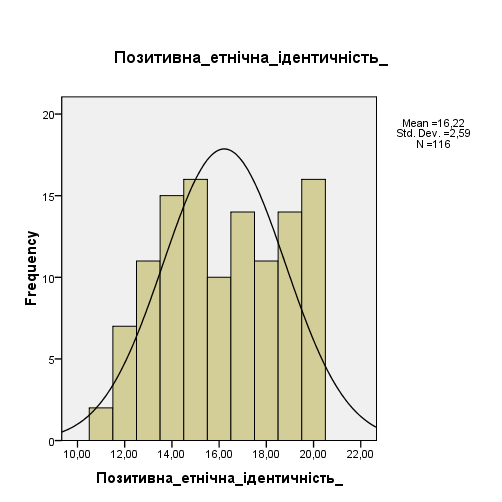 Позитивна_етнічна_ідентичність_
Mean =16,22
Std. Dev. =2,59
N =116
Frequency
20
15
10
5
0
10,00 12,00 14,00 16,00 18,00 20,00 22,00
Позитивна_етнічна_ідентичність_